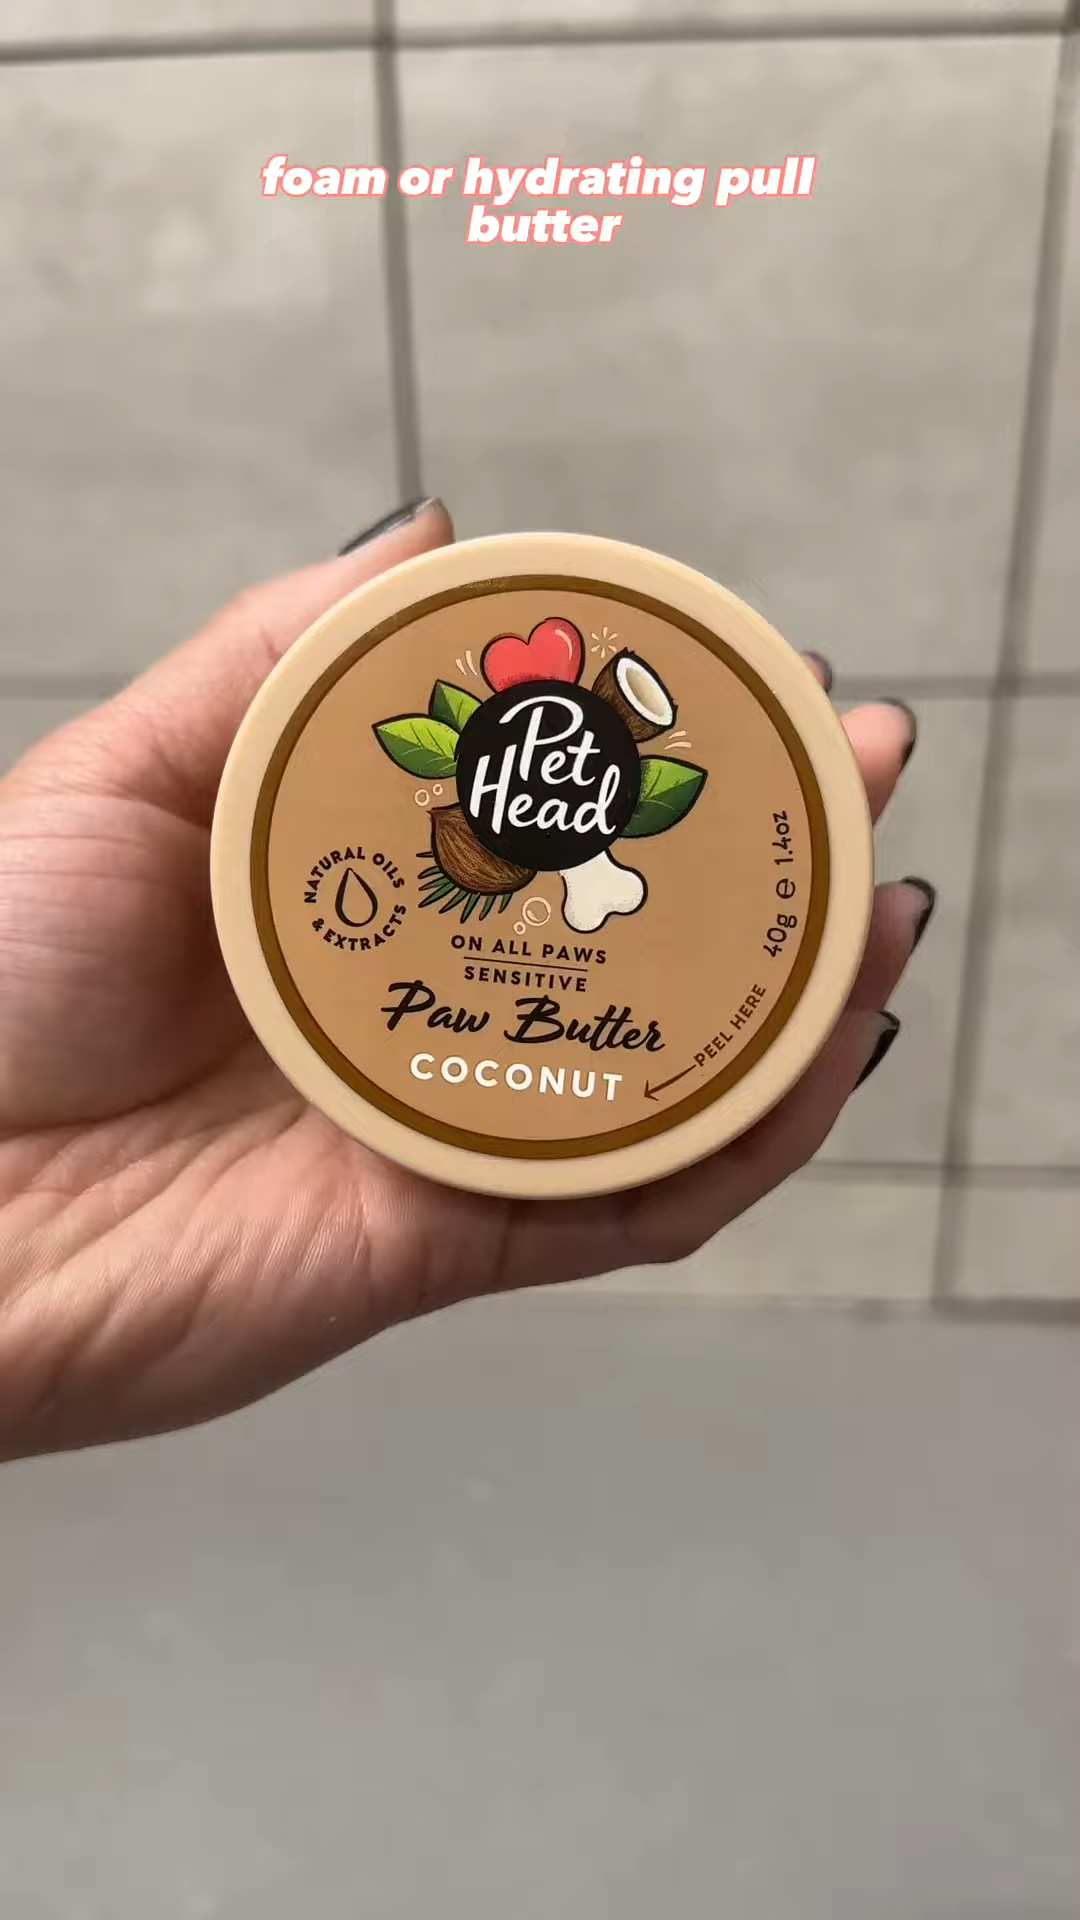 foam or hydrating pull
butter
Pet
Head
NATURAL OILS
& EXTRACTS
ON ALL PAWS
SENSITIVE
Paw Butter
COCONUT
PEEL HERE
40g ℮ 1.4oz